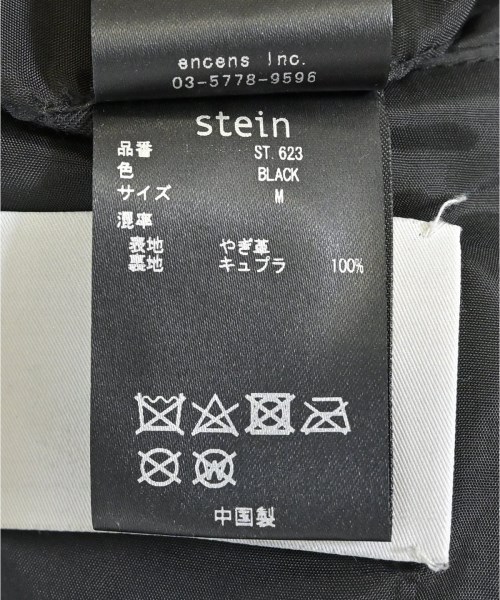 encens Inc.
03-5778-9596
stein
品番 ST.623
色 BLACK
サイズ M
混率
表地 やぎ革
裏地 キュプラ 100%
W
中国製